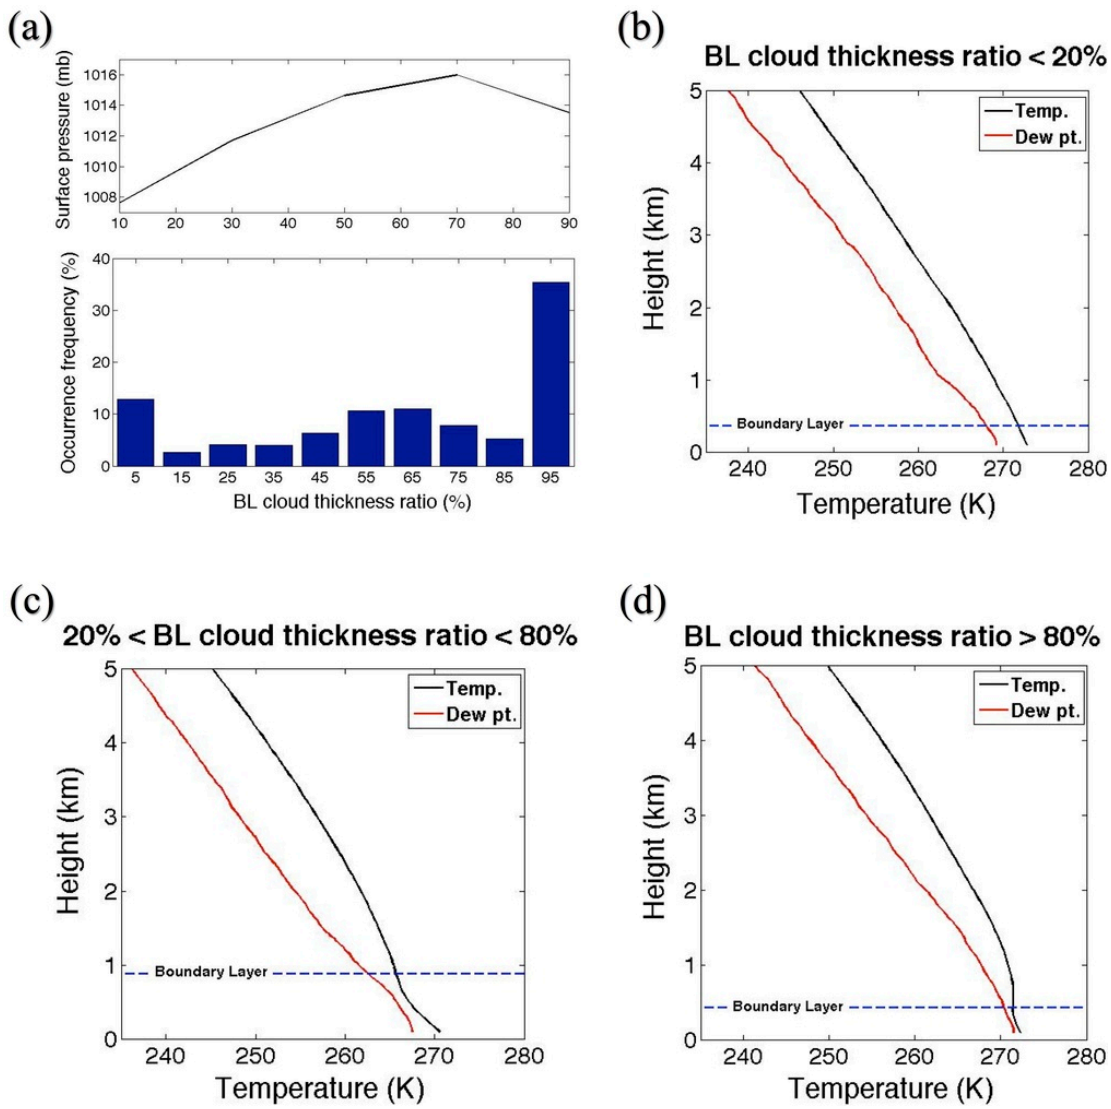 (a)
Surface pressure (mb)
1016
1014
1012
1010
1008
10 20 30 40 50 60 70 80 90
Occurrence frequency (%)
40
30
20
10
0
5 15 25 35 45 55 65 75 85 95
BL cloud thickness ratio (%)
(b)
BL cloud thickness ratio < 20%
Temp.
Dew pt.
Height (km)
5
4
3
2
1
0
Boundary Layer
240 250 260 270 280
Temperature (K)
(c)
20% < BL cloud thickness ratio < 80%
Temp.
Dew pt.
Height (km)
5
4
3
2
1
0
Boundary Layer
240 250 260 270 280
Temperature (K)
(d)
BL cloud thickness ratio > 80%
Temp.
Dew pt.
Height (km)
5
4
3
2
1
0
Boundary Layer
240 250 260 270 280
Temperature (K)